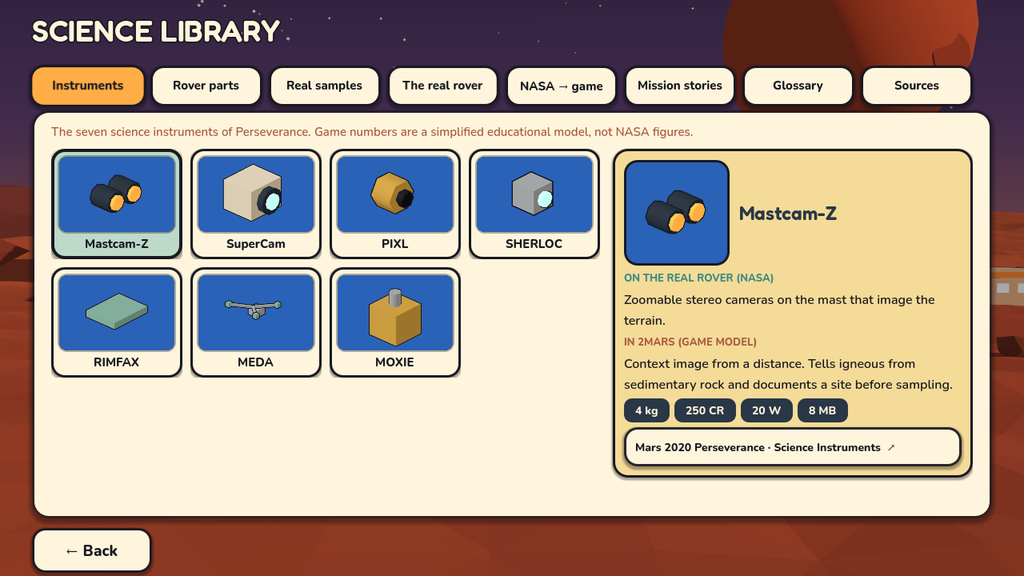 SCIENCE LIBRARY
Instruments
Rover parts
Real samples
The real rover
NASA → game
Mission stories
Glossary
Sources
The seven science instruments of Perseverance. Game numbers are a simplified educational model, not NASA figures.
Mastcam-Z
SuperCam
PIXL
SHERLOC
RIMFAX
MEDA
MOXIE
Mastcam-Z
ON THE REAL ROVER (NASA)
Zoomable stereo cameras on the mast that image the
terrain.
IN 2MARS (GAME MODEL)
Context image from a distance. Tells igneous from
sedimentary rock and documents a site before sampling.
4 kg
250 CR
20 W
8 MB
Mars 2020 Perseverance · Science Instruments ↗
← Back